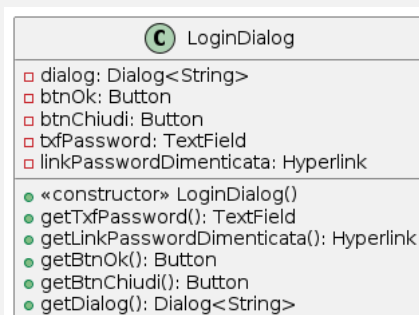 C LoginDialog
dialog: Dialog<String>
btnOk: Button
btnChiudi: Button
txfPassword: TextField
linkPasswordDimenticata: Hyperlink
«constructor» LoginDialog()
getTxfPassword(): TextField
getLinkPasswordDimenticata(): Hyperlink
getBtnOk(): Button
getBtnChiudi(): Button
getDialog(): Dialog<String>